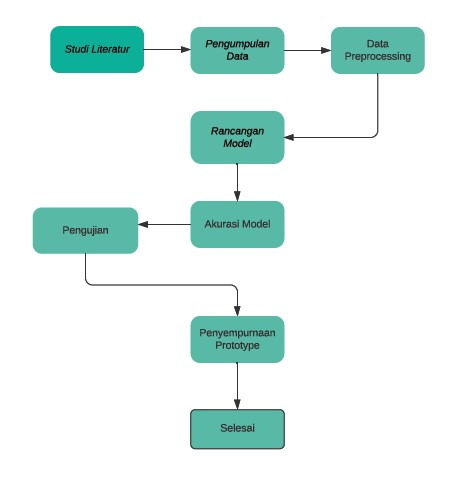 Studi Literatur
Pengumpulan
Data
Data
Preprocessing
Rancangan
Model
Akurasi Model
Pengujian
Penyempurnaan
Prototype
Selesai